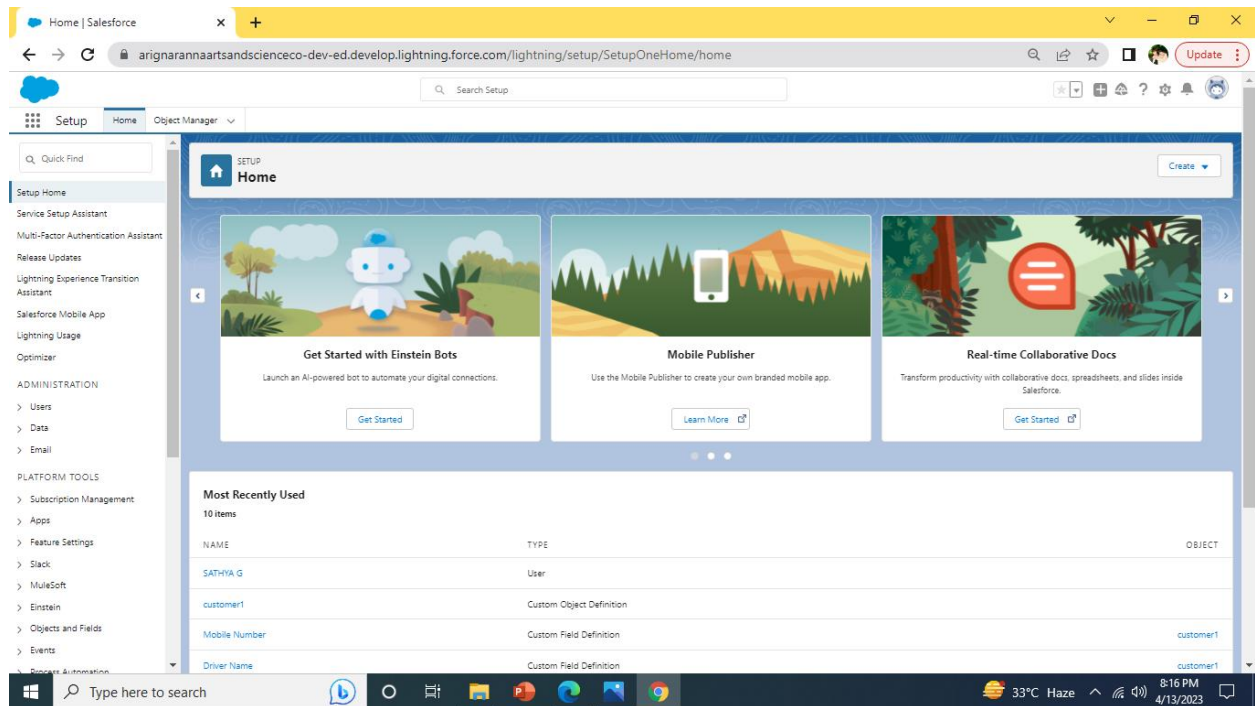 Home | Salesforce
arignarannaartsandscienceco-dev-ed.develop.lightning.force.com/lightning/setup/SetupOneHome/home
Update
Search Setup
Setup
Home
Object Manager
Quick Find
Setup Home
Service Setup Assistant
Multi-Factor Authentication Assistant
Release Updates
Lightning Experience Transition
Assistant
Salesforce Mobile App
Lightning Usage
Optimizer
ADMINISTRATION
Users
Data
Email
PLATFORM TOOLS
Subscription Management
Apps
Feature Settings
Slack
MuleSoft
Einstein
Objects and Fields
Events
Process Automation
SETUP
Home
Create
Get Started with Einstein Bots
Launch an AI-powered bot to automate your digital connections.
Get Started
Mobile Publisher
Use the Mobile Publisher to create your own branded mobile app.
Learn More
Real-time Collaborative Docs
Transform productivity with collaborative docs, spreadsheets, and slides inside
Salesforce.
Get Started
Most Recently Used
10 items
NAME TYPE OBJECT
SATHYA G User
customer1 Custom Object Definition
Mobile Number Custom Field Definition customer1
Driver Name Custom Field Definition customer1
Type here to search
33°C Haze
8:16 PM
4/13/2023